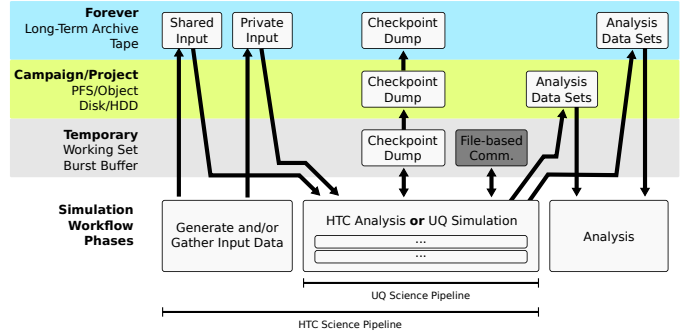 Forever
Long-Term Archive
Tape
Shared
Input
Private
Input
Checkpoint
Dump
Analysis
Data Sets
Campaign/Project
PFS/Object
Disk/HDD
Checkpoint
Dump
Analysis
Data Sets
Temporary
Working Set
Burst Buffer
Checkpoint
Dump
File-based
Comm.
Simulation
Workflow
Phases
Generate and/or
Gather Input Data
HTC Analysis or UQ Simulation
...
...
Analysis
UQ Science Pipeline
HTC Science Pipeline